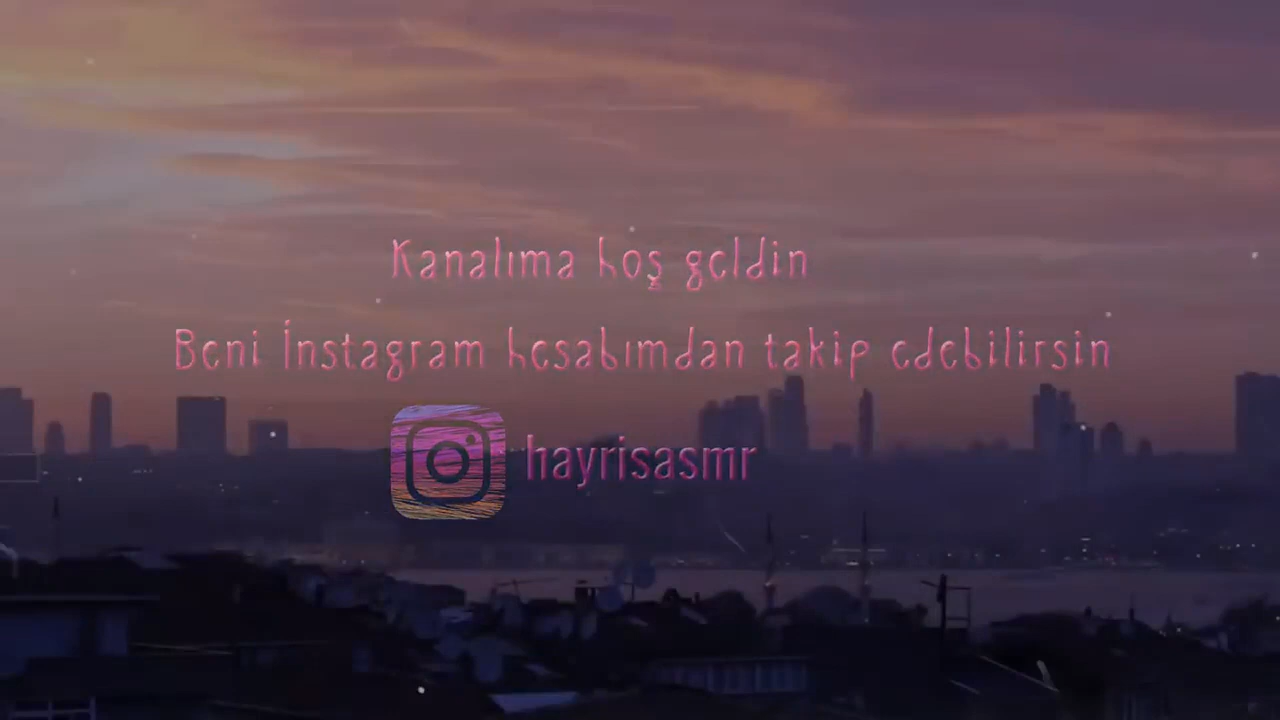 Kanalıma hoş geldin
Beni İnstagram hesabımdan takip edebilirsin
hayrisasmr